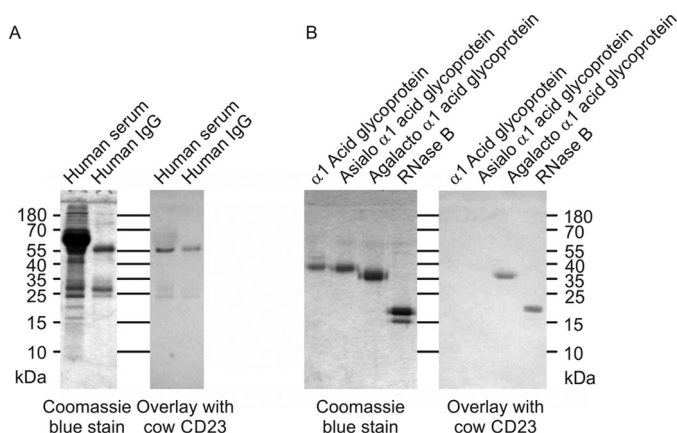 A
B
Human serum
Human IgG
Human serum
Human IgG
α1 Acid glycoprotein
Asialo α1 acid glycoprotein
Agalacto α1 acid glycoprotein
RNase B
α1 Acid glycoprotein
Asialo α1 acid glycoprotein
Agalacto α1 acid glycoprotein
RNase B
180
70
55
40
35
25
15
10
kDa
180
70
55
40
35
25
15
10
kDa
Coomassie
blue stain
Overlay with
cow CD23
Coomassie
blue stain
Overlay with
cow CD23